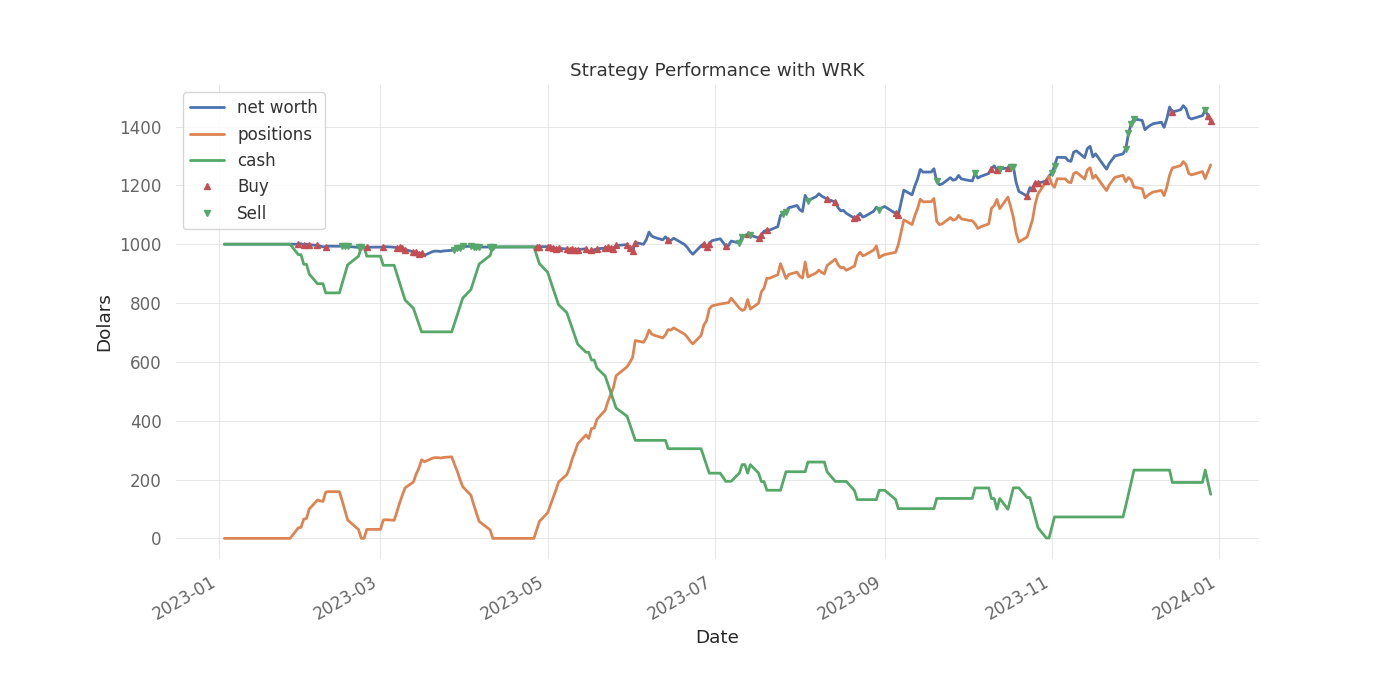 Strategy Performance with WRK
net worth
positions
cash
Buy
Sell
1400
1200
1000
800
600
400
200
0
Dolars
2023-01
2023-03
2023-05
2023-07
2023-09
2023-11
2024-01
Date